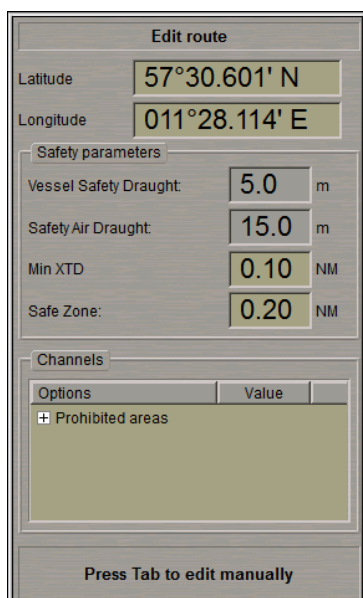 Edit route
Latitude 57°30.601' N
Longitude 011°28.114' E
Safety parameters
Vessel Safety Draught: 5.0 m
Safety Air Draught: 15.0 m
Min XTD 0.10 NM
Safe Zone: 0.20 NM
Channels
Options Value
Prohibited areas
Press Tab to edit manually